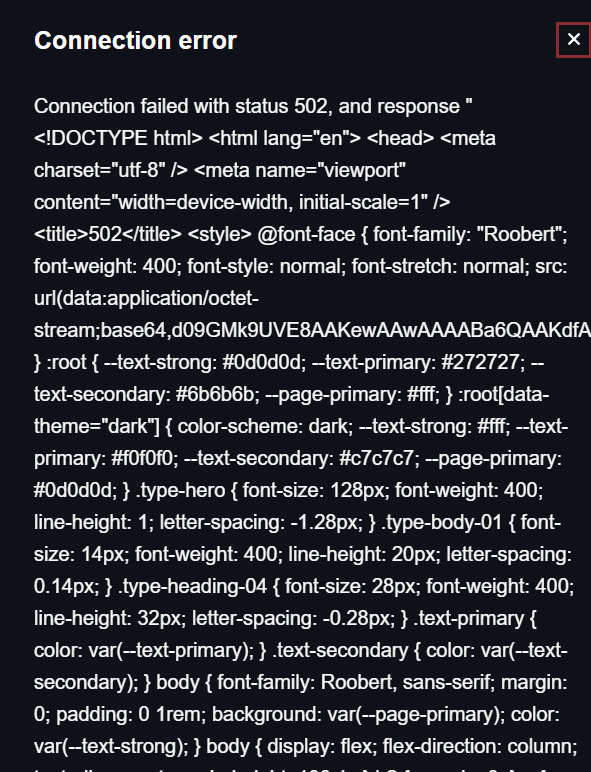 Connection error
Connection failed with status 502, and response "
<!DOCTYPE html> <html lang="en"> <head> <meta
charset="utf-8" /> <meta name="viewport"
content="width=device-width, initial-scale=1" />
<title>502</title> <style> @font-face { font-family: "Roobert";
font-weight: 400; font-style: normal; font-stretch: normal; src:
url(data:application/octet-
stream;base64,d09GMk9UVE8AAKewAAwAAAABa6QAAKdfA
} :root { --text-strong: #0d0d0d; --text-primary: #272727; --
text-secondary: #6b6b6b; --page-primary: #fff; } :root[data-
theme="dark"] { color-scheme: dark; --text-strong: #fff; --text-
primary: #f0f0f0; --text-secondary: #c7c7c7; --page-primary:
#0d0d0d; } .type-hero { font-size: 128px; font-weight: 400;
line-height: 1; letter-spacing: -1.28px; } .type-body-01 { font-
size: 14px; font-weight: 400; line-height: 20px; letter-spacing:
0.14px; } .type-heading-04 { font-size: 28px; font-weight: 400;
line-height: 32px; letter-spacing: -0.28px; } .text-primary {
color: var(--text-primary); } .text-secondary { color: var(--text-
secondary); } body { font-family: Roobert, sans-serif; margin:
0; padding: 0 1rem; background: var(--page-primary); color:
var(--text-strong); } body { display: flex; flex-direction: column;